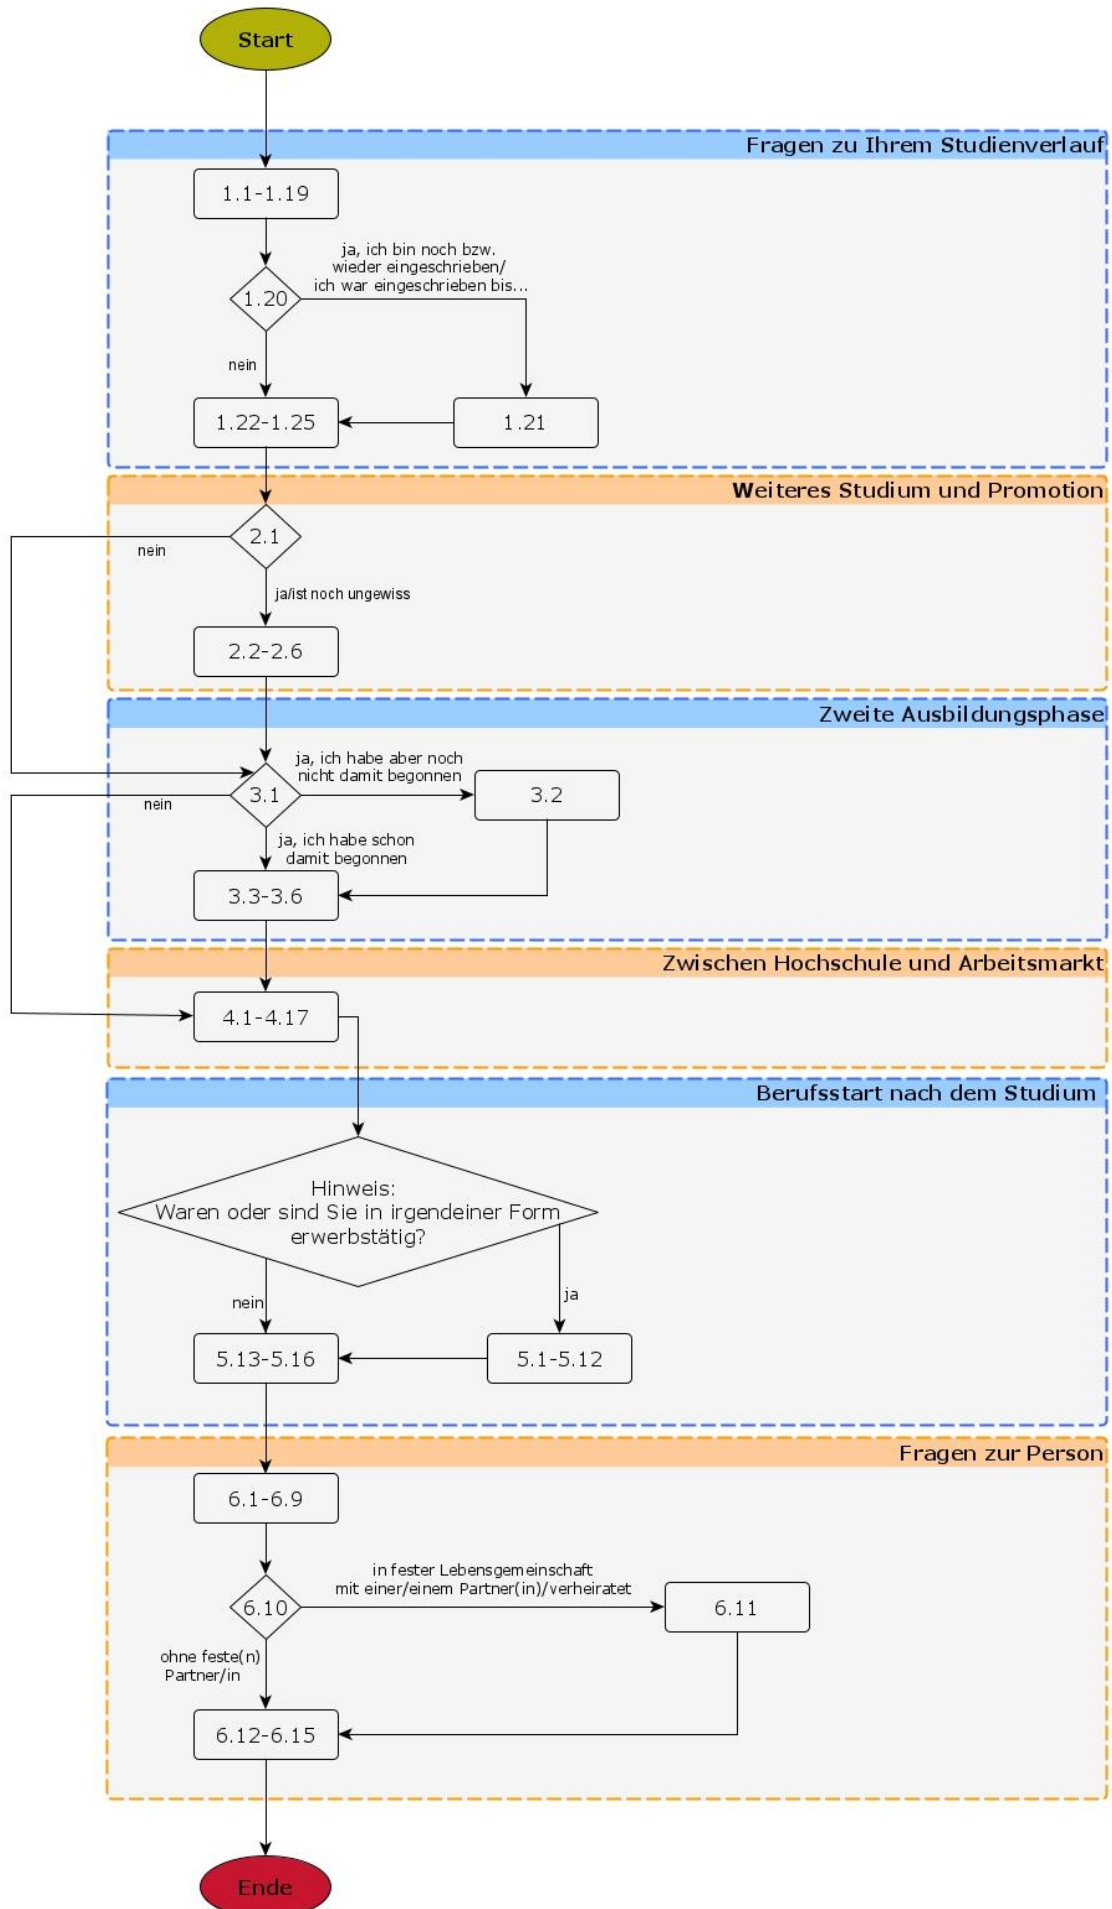 Start
Fragen zu Ihrem Studienverlauf
1.1-1.19
ja, ich bin noch bzw.
wieder eingeschrieben/
ich war eingeschrieben bis...
1.20
nein
1.22-1.25
1.21
Weiteres Studium und Promotion
2.1
nein
ja/ist noch ungewiss
2.2-2.6
Zweite Ausbildungsphase
ja, ich habe aber noch
nicht damit begonnen
3.1
3.2
nein
ja, ich habe schon
damit begonnen
3.3-3.6
Zwischen Hochschule und Arbeitsmarkt
4.1-4.17
Berufsstart nach dem Studium
Hinweis:
Waren oder sind Sie in irgendeiner Form
erwerbstätig?
nein
ja
5.13-5.16
5.1-5.12
Fragen zur Person
6.1-6.9
in fester Lebensgemeinschaft
mit einer/einem Partner(in)/verheiratet
6.10
6.11
ohne feste(n)
Partner/in
6.12-6.15
Ende